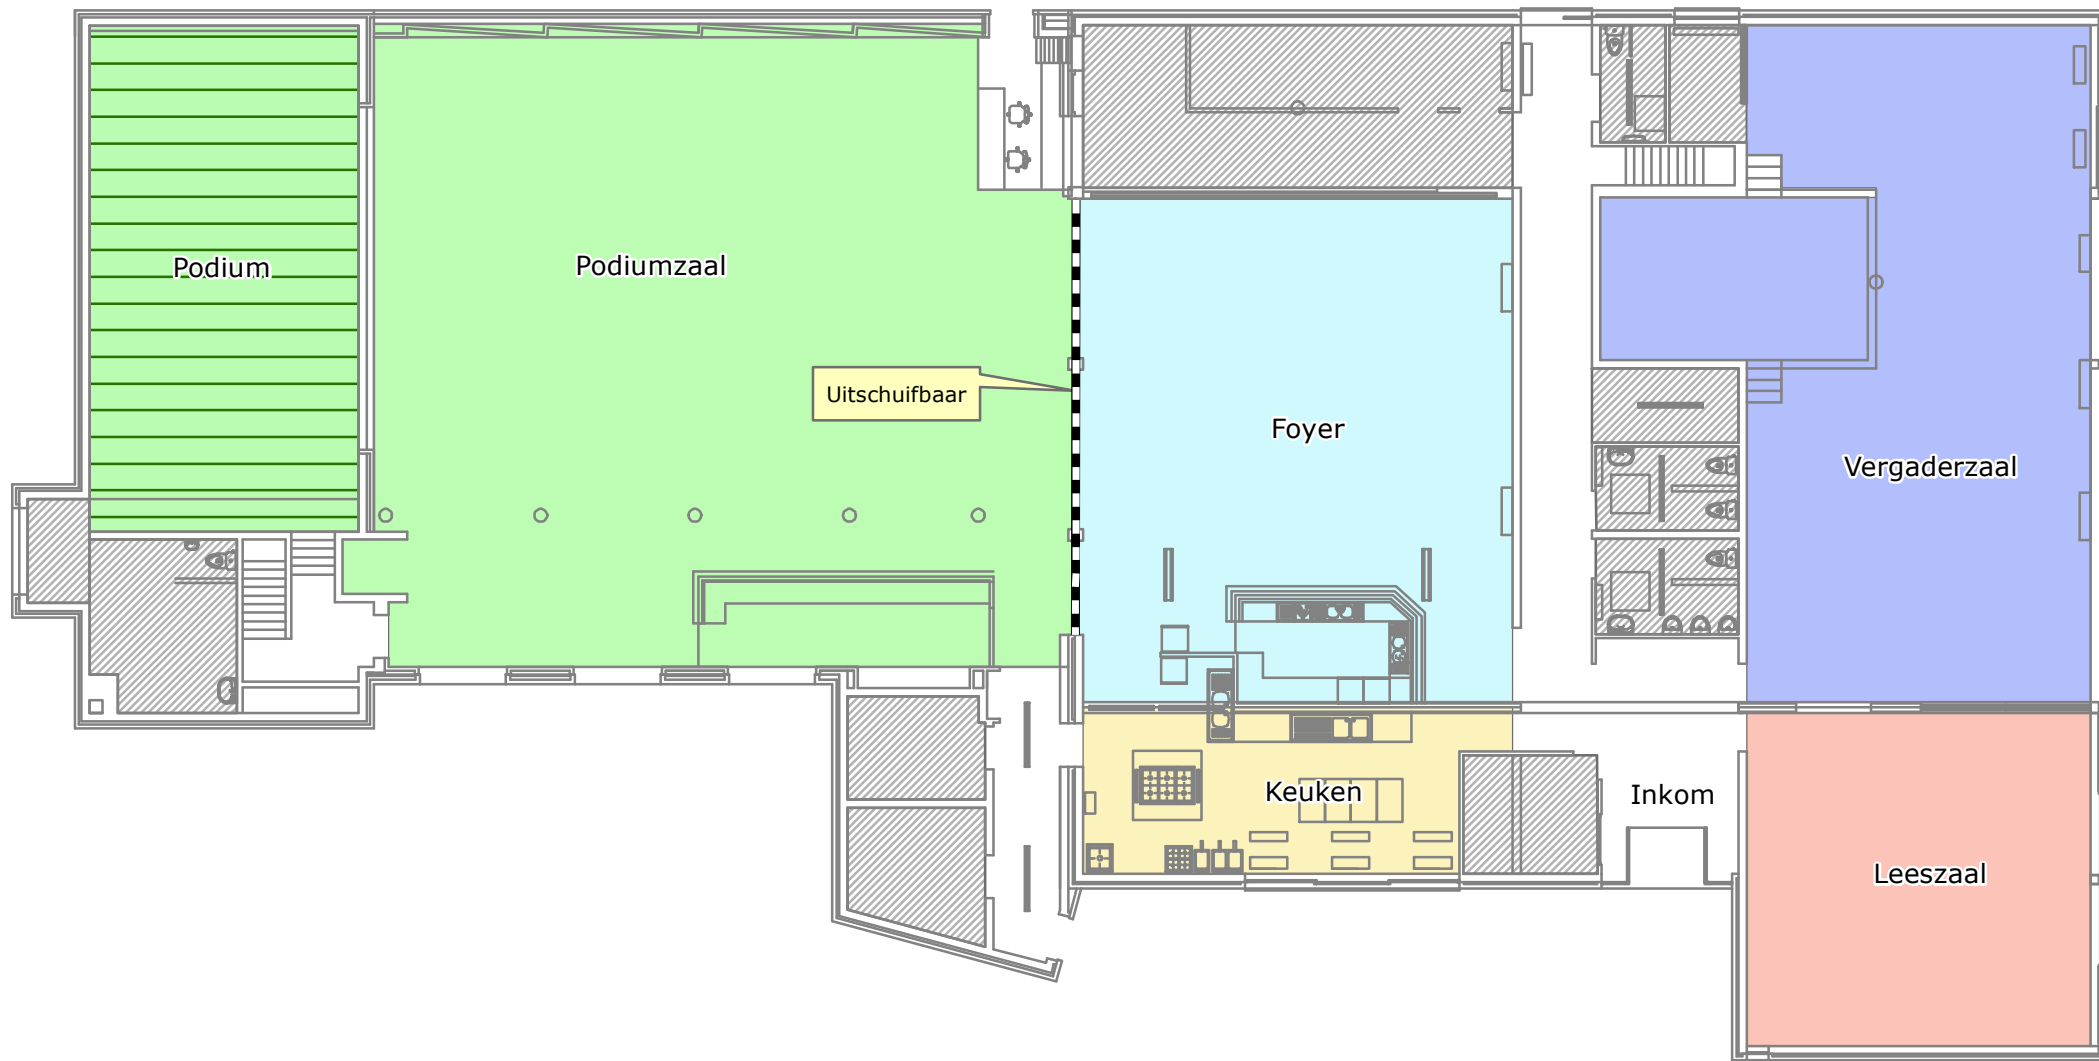 Podium
Podiumzaal
Uitschuifbaar
Foyer
Vergaderzaal
Keuken
Inkom
Leeszaal